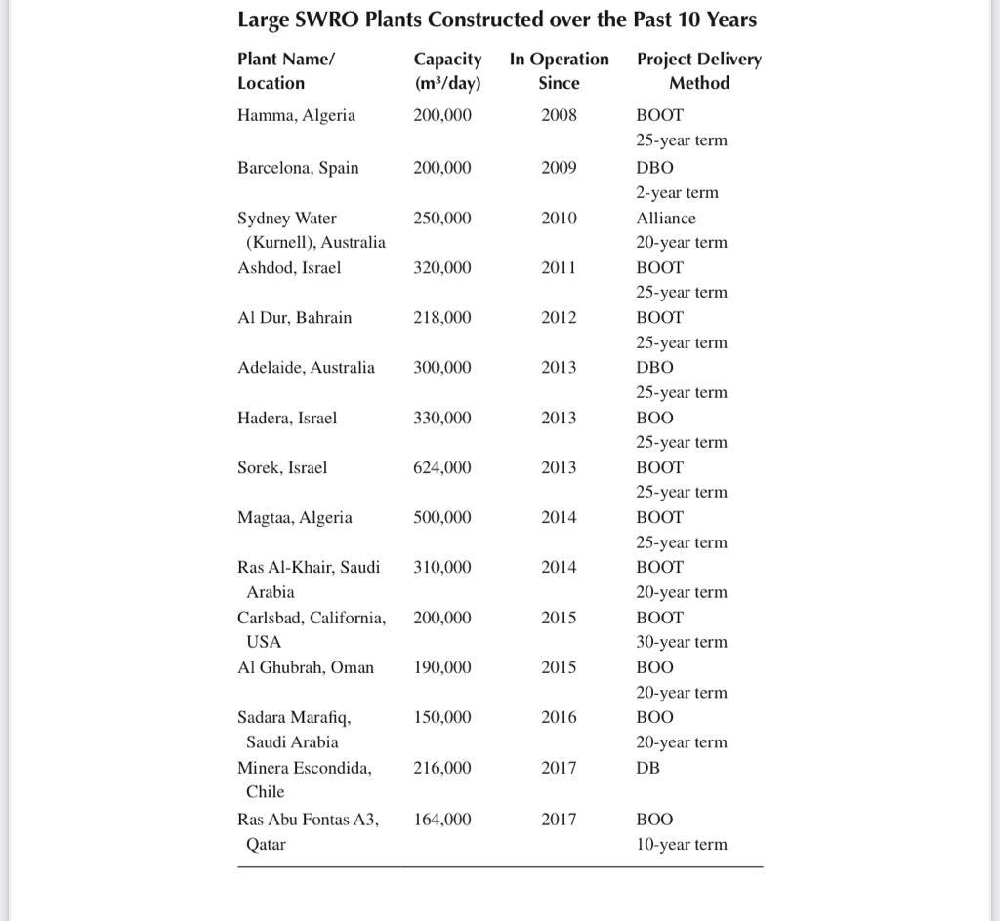 Large SWRO Plants Constructed over the Past 10 Years
Plant Name/ Capacity In Operation Project Delivery
Location (m³/day) Since Method
Hamma, Algeria 200,000 2008 BOOT
25-year term
Barcelona, Spain 200,000 2009 DBO
2-year term
Sydney Water 250,000 2010 Alliance
(Kurnell), Australia 20-year term
Ashdod, Israel 320,000 2011 BOOT
25-year term
Al Dur, Bahrain 218,000 2012 BOOT
25-year term
Adelaide, Australia 300,000 2013 DBO
25-year term
Hadera, Israel 330,000 2013 BOO
25-year term
Sorek, Israel 624,000 2013 BOOT
25-year term
Magtaa, Algeria 500,000 2014 BOOT
25-year term
Ras Al-Khair, Saudi 310,000 2014 BOOT
Arabia 20-year term
Carlsbad, California, 200,000 2015 BOOT
USA 30-year term
Al Ghubrah, Oman 190,000 2015 BOO
20-year term
Sadara Marafiq, 150,000 2016 BOO
Saudi Arabia 20-year term
Minera Escondida, 216,000 2017 DB
Chile
Ras Abu Fontas A3, 164,000 2017 BOO
Qatar 10-year term